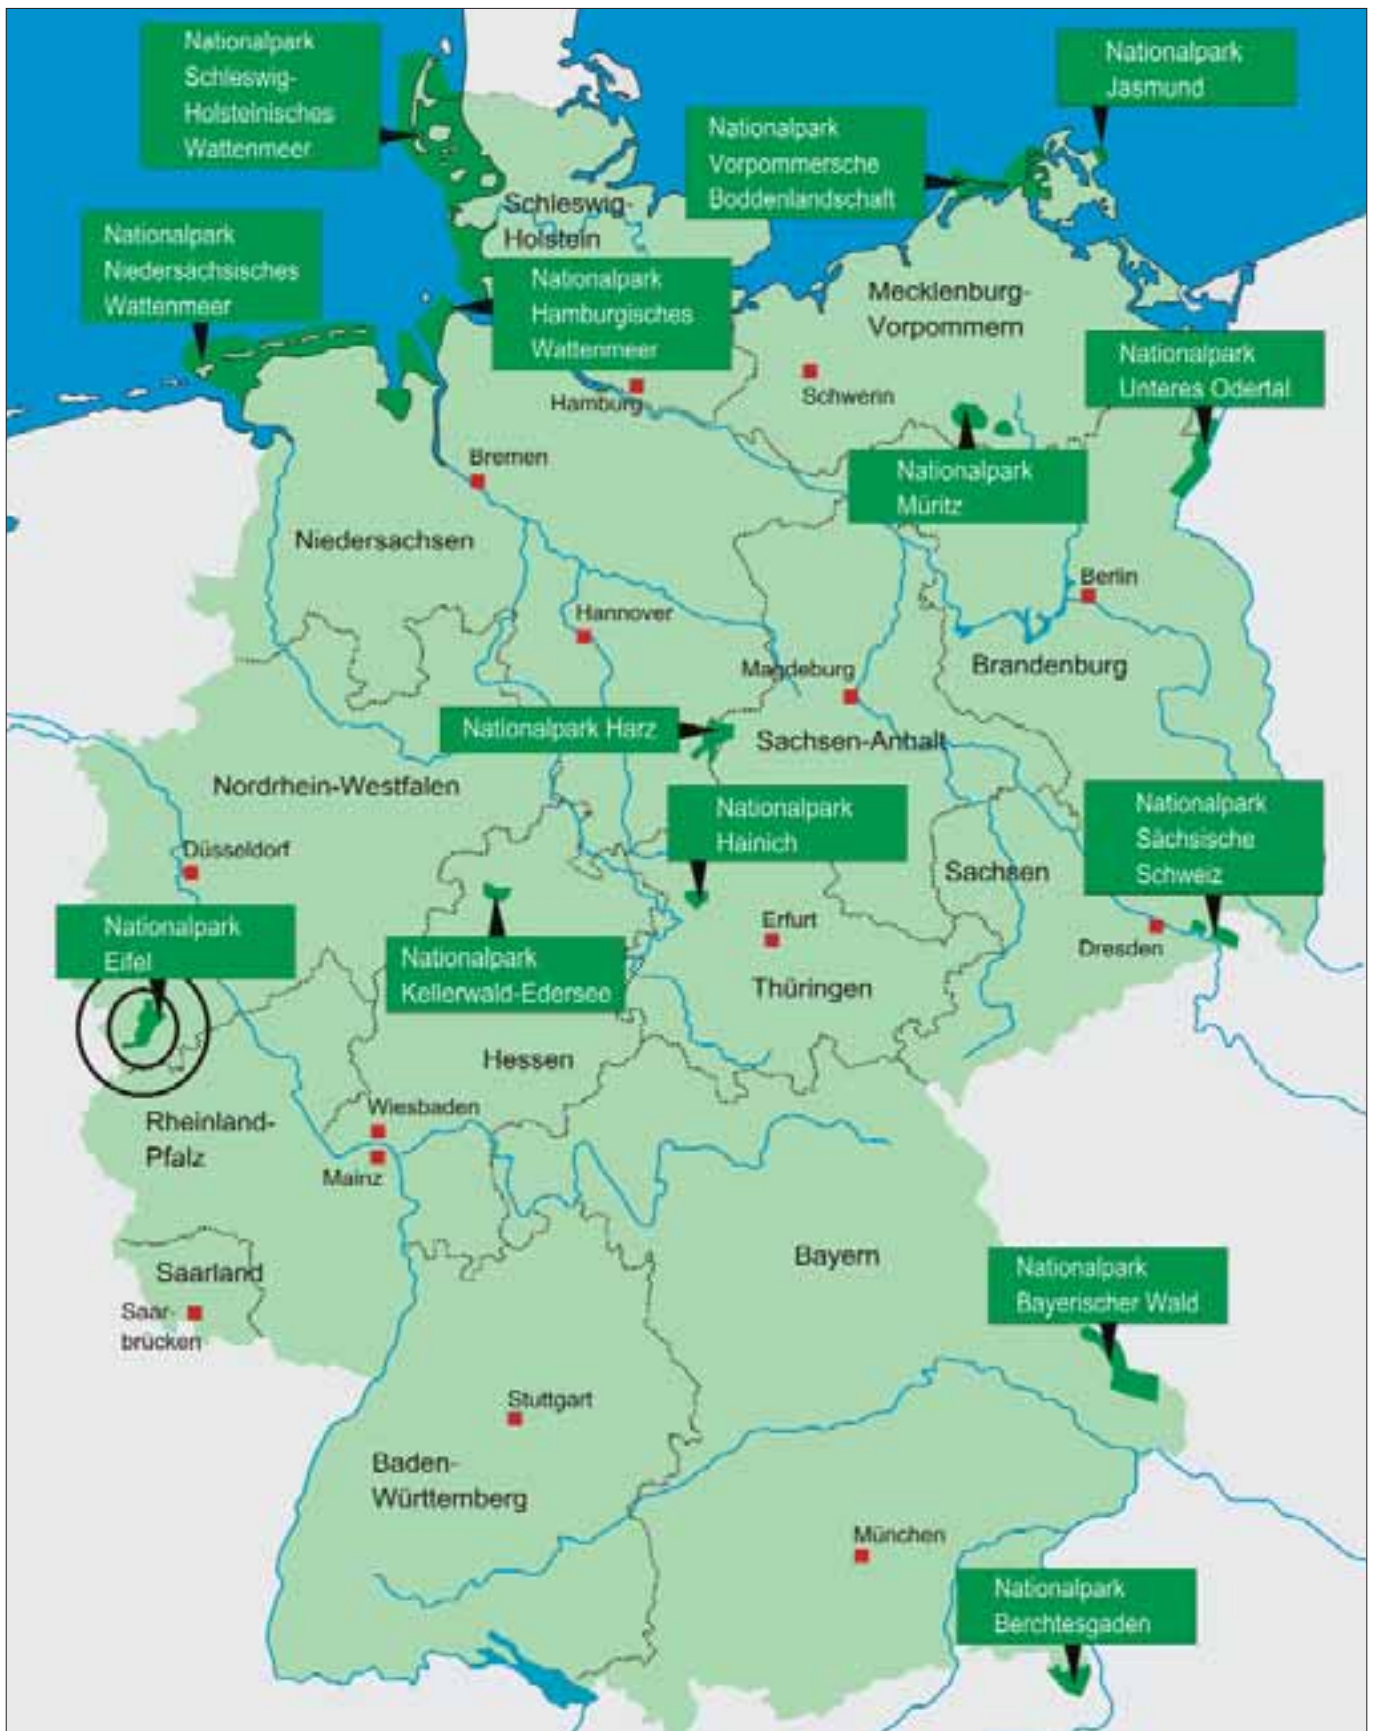 Nationalpark
Schleswig-
Holsteinisches
Wattenmeer
Nationalpark
Jasmund
Nationalpark
Vorpommersche
Boddenlandschaft
Schleswig-
Holstein
Nationalpark
Niedersächsisches
Wattenmeer
Nationalpark
Hamburgisches
Wattenmeer
Mecklenburg-
Vorpommern
Nationalpark
Unteres Odertal
Schwerin
Hamburg
Bremen
Nationalpark
Müritz
Niedersachsen
Berlin
Hannover
Brandenburg
Magdeburg
Nationalpark Harz
Sachsen-Anhalt
Nordrhein-Westfalen
Nationalpark
Hainich
Nationalpark
Sächsische
Schweiz
Düsseldorf
Sachsen
Nationalpark
Eifel
Erfurt
Dresden
Nationalpark
Kellerwald-Edersee
Thüringen
Hessen
Wiesbaden
Rheinland-
Pfalz
Mainz
Bayern
Saarland
Nationalpark
Bayerischer Wald
Saar-
brücken
Stuttgart
Baden-
Württemberg
München
Nationalpark
Berchtesgaden